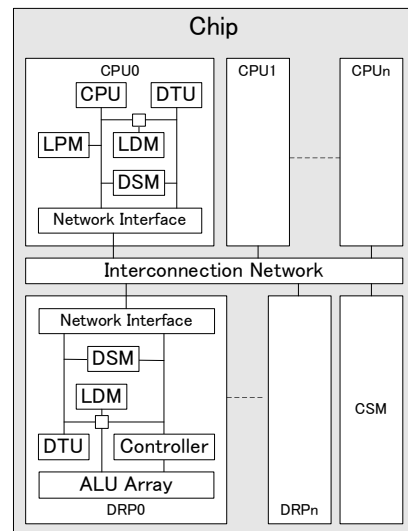 Chip
CPU0
CPU1
CPUn
CPU
DTU
LPM
LDM
DSM
Network Interface
Interconnection Network
Network Interface
DSM
LDM
DTU
Controller
ALU Array
DRP0
DRPn
CSM